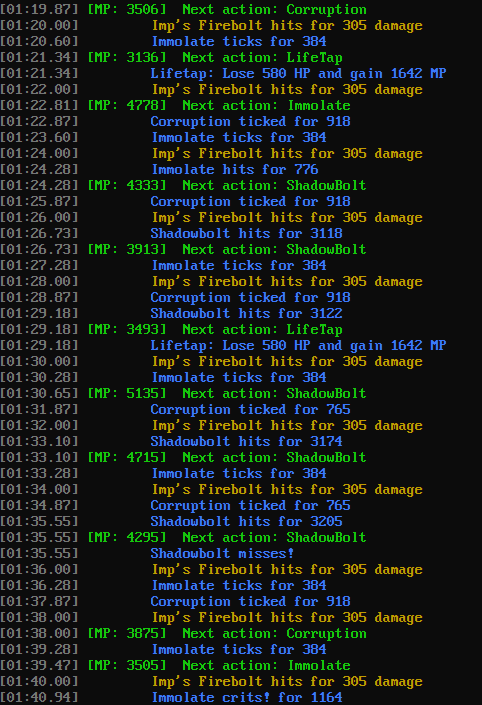 [01:19.87] [MP: 3506] Next action: Corruption
[01:20.00] Imp's Firebolt hits for 305 damage
[01:20.60] Immolate ticks for 384
[01:21.34] [MP: 3136] Next action: LifeTap
[01:21.34] Lifetap: Lose 580 HP and gain 1642 MP
[01:22.00] Imp's Firebolt hits for 305 damage
[01:22.81] [MP: 4778] Next action: Immolate
[01:22.87] Corruption ticked for 918
[01:23.60] Immolate ticks for 384
[01:24.00] Imp's Firebolt hits for 305 damage
[01:24.28] Immolate hits for 776
[01:24.28] [MP: 4333] Next action: ShadowBolt
[01:25.87] Corruption ticked for 918
[01:26.00] Imp's Firebolt hits for 305 damage
[01:26.73] Shadowbolt hits for 3118
[01:26.73] [MP: 3913] Next action: ShadowBolt
[01:27.28] Immolate ticks for 384
[01:28.00] Imp's Firebolt hits for 305 damage
[01:28.87] Corruption ticked for 918
[01:29.18] Shadowbolt hits for 3122
[01:29.18] [MP: 3493] Next action: LifeTap
[01:29.18] Lifetap: Lose 580 HP and gain 1642 MP
[01:30.00] Imp's Firebolt hits for 305 damage
[01:30.28] Immolate ticks for 384
[01:30.65] [MP: 5135] Next action: ShadowBolt
[01:31.87] Corruption ticked for 765
[01:32.00] Imp's Firebolt hits for 305 damage
[01:33.10] Shadowbolt hits for 3174
[01:33.10] [MP: 4715] Next action: ShadowBolt
[01:33.28] Immolate ticks for 384
[01:34.00] Imp's Firebolt hits for 305 damage
[01:34.87] Corruption ticked for 765
[01:35.55] Shadowbolt hits for 3205
[01:35.55] [MP: 4295] Next action: ShadowBolt
[01:35.55] Shadowbolt misses!
[01:36.00] Imp's Firebolt hits for 305 damage
[01:36.28] Immolate ticks for 384
[01:37.87] Corruption ticked for 918
[01:38.00] Imp's Firebolt hits for 305 damage
[01:38.00] [MP: 3875] Next action: Corruption
[01:39.28] Immolate ticks for 384
[01:39.47] [MP: 3505] Next action: Immolate
[01:40.00] Imp's Firebolt hits for 305 damage
[01:40.94] Immolate crits! for 1164